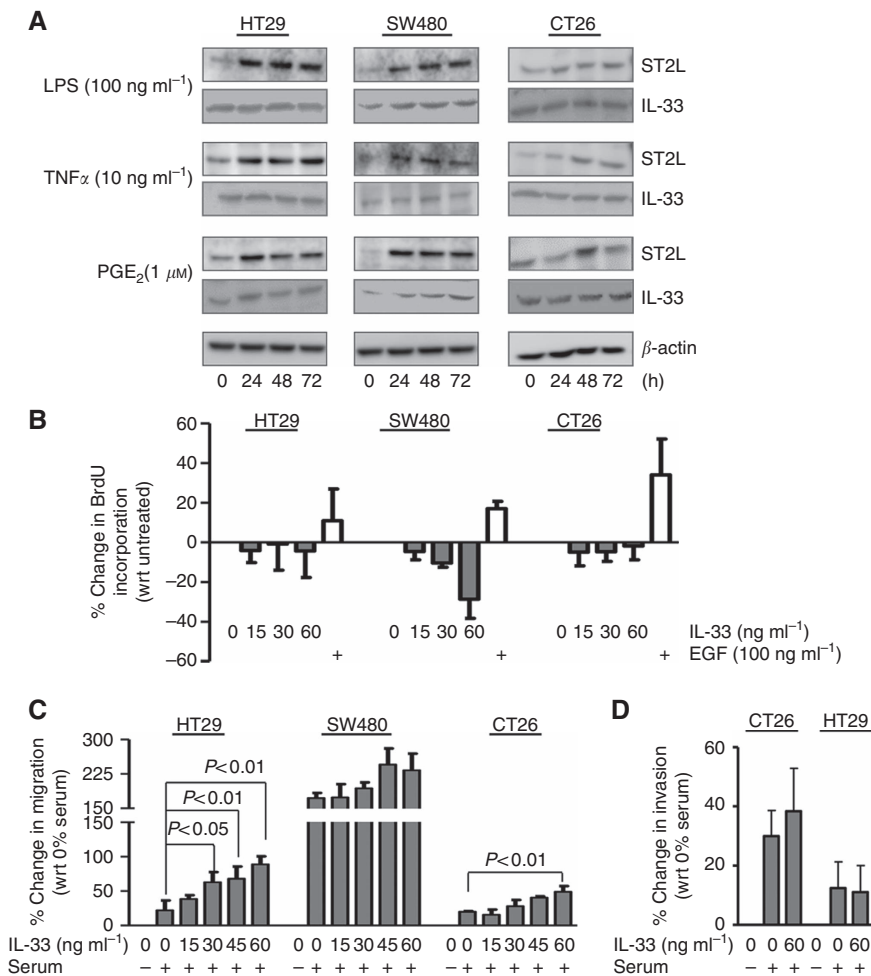 A
HT29 SW480 CT26
LPS (100 ng ml⁻¹) ST2L
IL-33
TNFα (10 ng ml⁻¹) ST2L
IL-33
PGE₂(1 μM) ST2L
IL-33
β-actin
0 24 48 72 0 24 48 72 0 24 48 72 (h)
B
HT29 SW480 CT26
% Change in BrdU
incorporation
(wrt untreated)
60
40
20
0
−20
−40
−60
0 15 30 60 0 15 30 60 0 15 30 60 IL-33 (ng ml⁻¹)
+ + + EGF (100 ng ml⁻¹)
C
HT29 SW480 CT26
% Change in migration
(wrt 0% serum)
300
225
150
150
100
50
0
P<0.01
P<0.01
P<0.05
P<0.01
IL-33 (ng ml⁻¹) 0 0 15 30 45 60 0 0 15 30 45 60 0 0 15 30 45 60
Serum − + + + + + − + + + + + − + + + + +
D
CT26 HT29
% Change in invasion
(wrt 0% serum)
60
40
20
0
IL-33 (ng ml⁻¹) 0 0 60 0 0 60
Serum − + + − + +